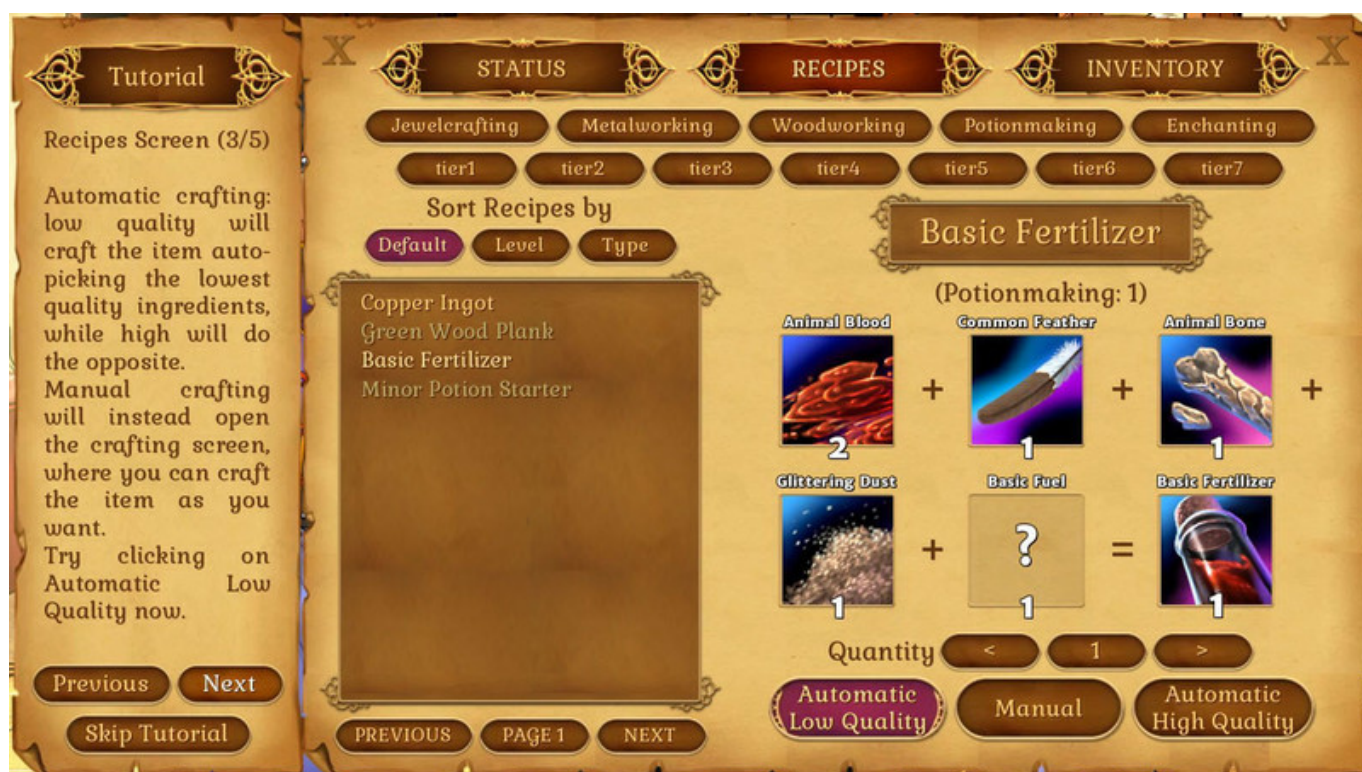 Tutorial
Recipes Screen (3/5)
Automatic crafting:
low quality will
craft the item auto-
picking the lowest
quality ingredients,
while high will do
the opposite.
Manual crafting
will instead open
the crafting screen,
where you can craft
the item as you
want.
Try clicking on
Automatic Low
Quality now.
Previous Next
Skip Tutorial
X STATUS RECIPES INVENTORY X
Jewelcrafting Metalworking Woodworking Potionmaking Enchanting
tier1 tier2 tier3 tier4 tier5 tier6 tier7
Sort Recipes by
Default Level Type
Copper Ingot
Green Wood Plank
Basic Fertilizer
Minor Potion Starter
PREVIOUS PAGE 1 NEXT
Basic Fertilizer
(Potionmaking: 1)
Animal Blood Common Feather Animal Bone
+ + +
2 1 1
Glittering Dust Basic Fuel Basic Fertilizer
+ ? =
1 1 1
Quantity < 1 >
Automatic
Low Quality
Manual
Automatic
High Quality